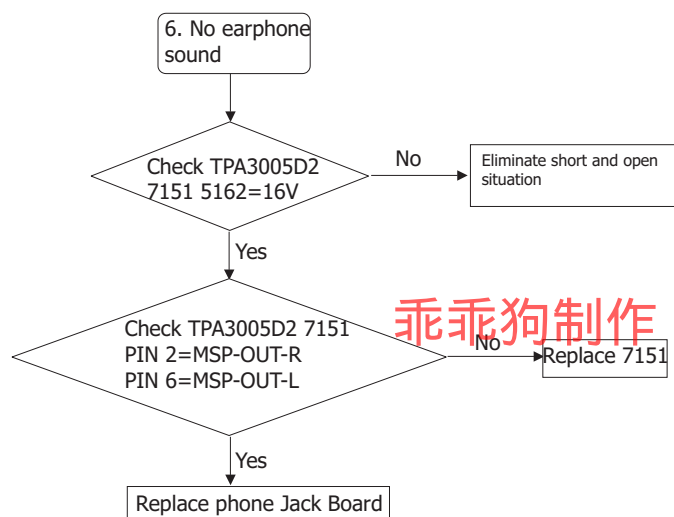 6. No earphone
sound
Check TPA3005D2
7151 5162=16V
No
Eliminate short and open
situation
Yes
Check TPA3005D2 7151
PIN 2=MSP-OUT-R
PIN 6=MSP-OUT-L
乖乖狗制作
No
Replace 7151
Yes
Replace phone Jack Board